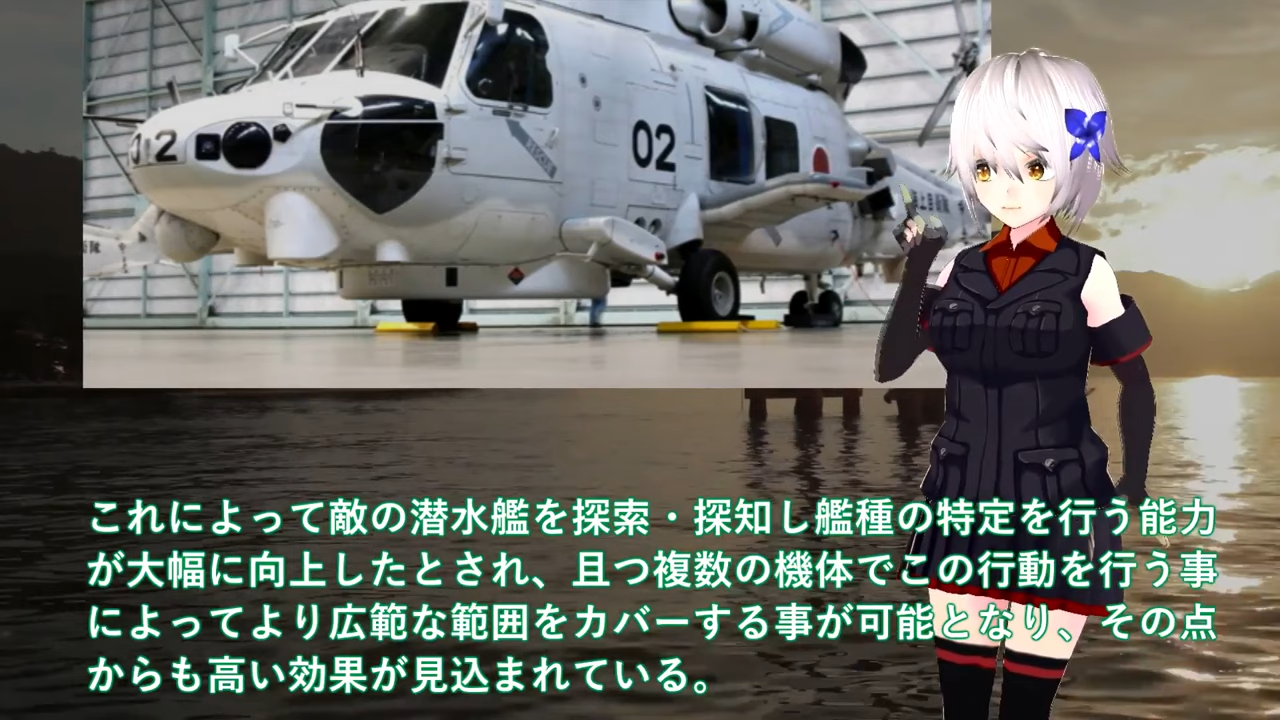 02
02
これによって敵の潜水艦を探索・探知し艦種の特定を行う能力
が大幅に向上したとされ、且つ複数の機体でこの行動を行う事
によってより広範な範囲をカバーする事が可能となり、その点
からも高い効果が見込まれている。